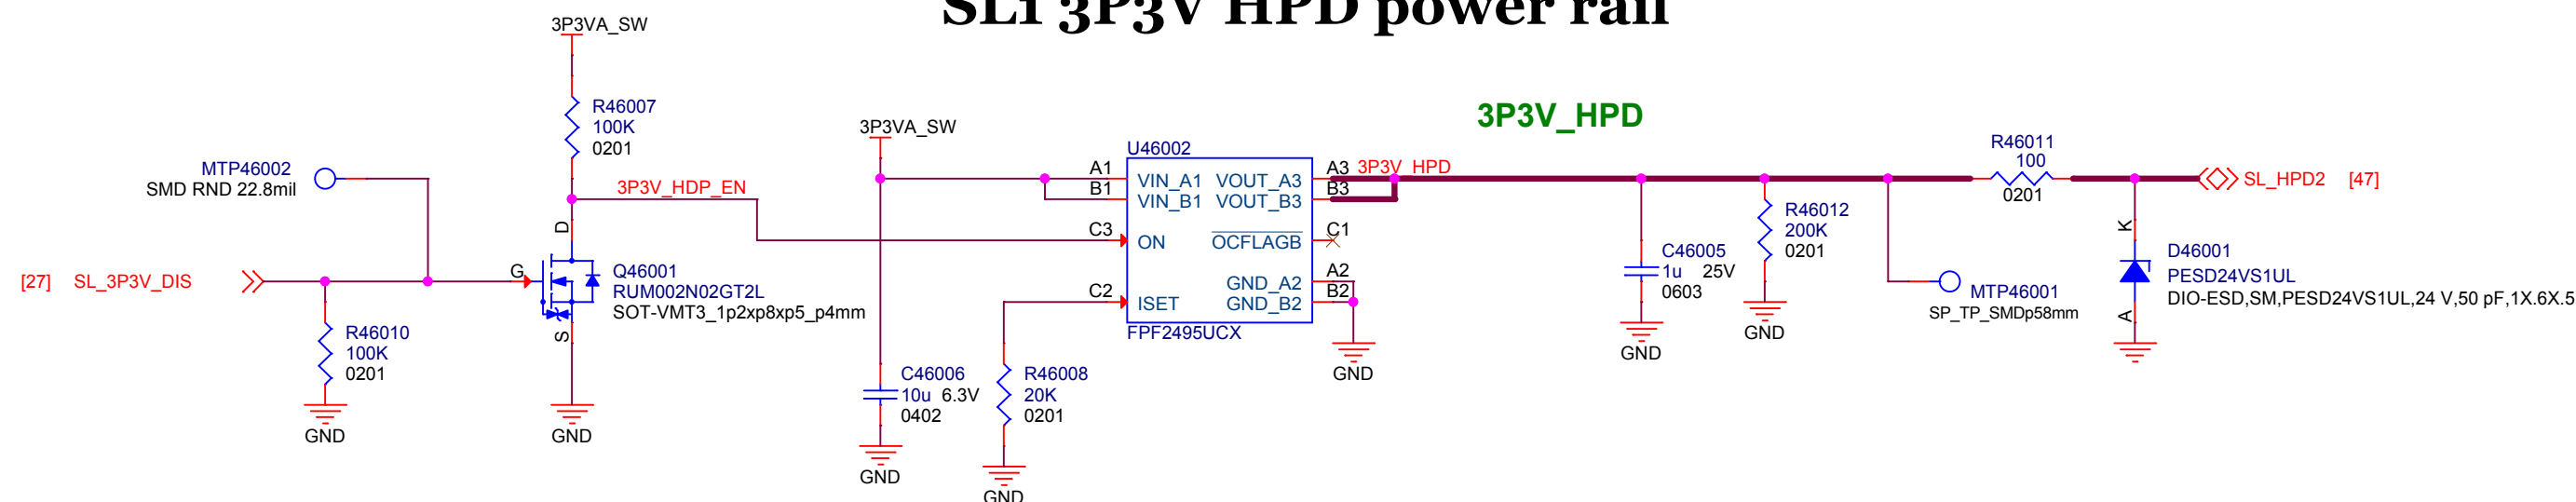 SL1 3P3V HPD power rail
3P3VA_SW
R46007
100K
0201
MTP46002
SMD RND 22.8mil
3P3V_HDP_EN
D
G
S
[27] SL_3P3V_DIS
Q46001
RUM002N02GT2L
SOT-VMT3_1p2xp8xp5_p4mm
R46010
100K
0201
GND
GND
3P3VA_SW
U46002
A1
B1
C3
C2
VIN_A1
VIN_B1
ON
ISET
VOUT_A3
VOUT_B3
OCFLAGB
GND_A2
GND_B2
A3
B3
C1
A2
B2
FPF2495UCX
C46006
10u 6.3V
0402
GND
R46008
20K
0201
GND
GND
3P3V_HPD
3P3V_HPD
C46005
1u 25V
0603
GND
R46012
200K
0201
GND
MTP46001
SP_TP_SMDp58mm
R46011
100
0201
SL_HPD2 [47]
K
A
D46001
PESD24VS1UL
DIO-ESD,SM,PESD24VS1UL,24 V,50 pF,1X.6X.5